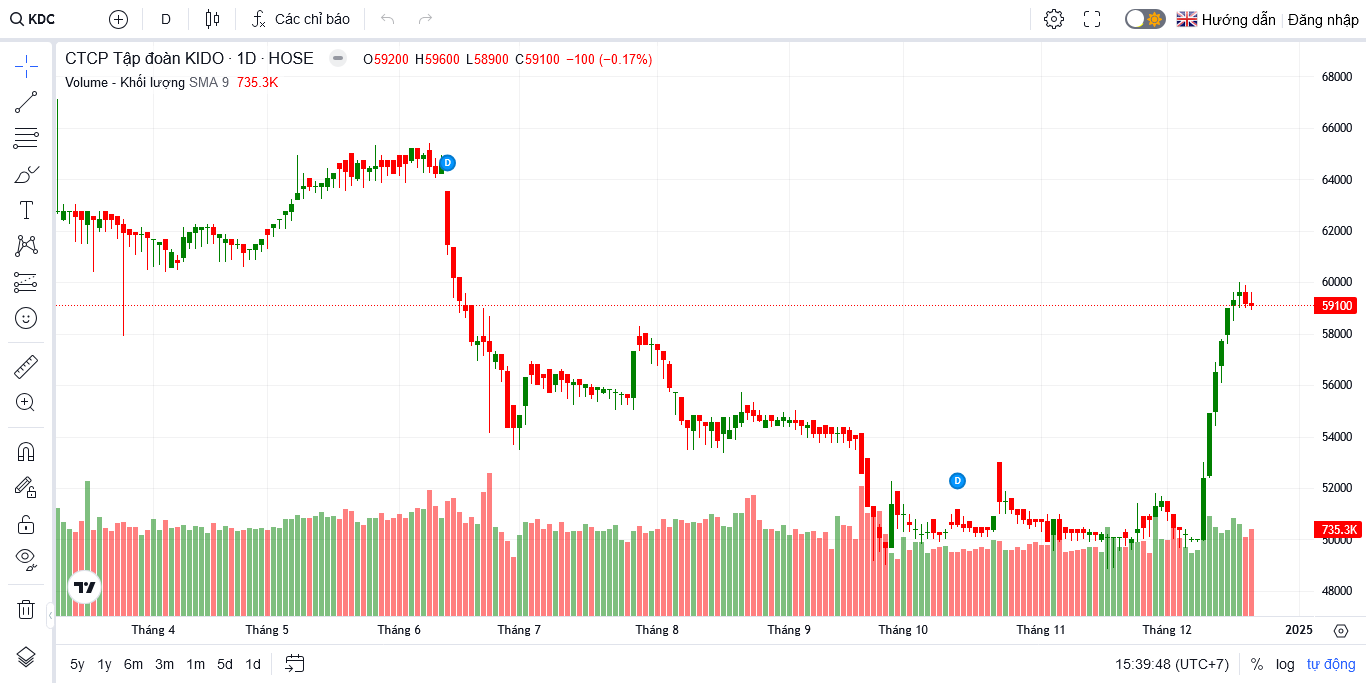 KDC D Các chỉ báo Hướng dẫn Đăng nhập
CTCP Tập đoàn KIDO · 1D · HOSE O59200 H59600 L58900 C59100 −100 (−0.17%)
Volume - Khối lượng SMA 9 735.3K
68000
66000
64000
62000
60000
59100
58000
56000
54000
52000
735.3K
50000
48000
D
D
Tháng 4 Tháng 5 Tháng 6 Tháng 7 Tháng 8 Tháng 9 Tháng 10 Tháng 11 Tháng 12 2025
5y 1y 6m 3m 1m 5d 1d 15:39:48 (UTC+7) % log tự động